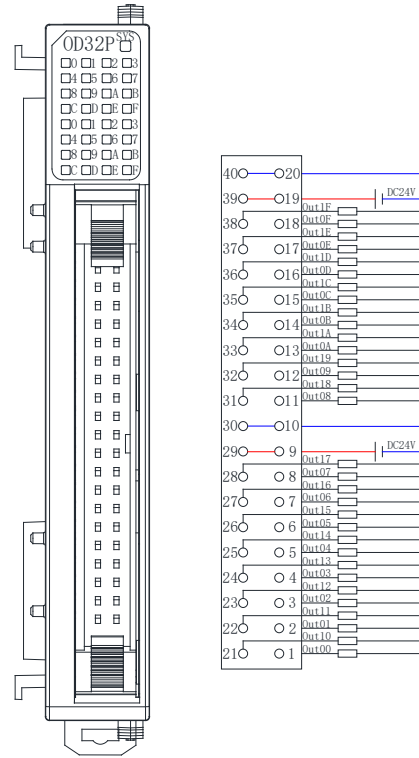 OD32P SYS
0 1 2 3
4 5 6 7
8 9 A B
C D E F
0 1 2 3
4 5 6 7
8 9 A B
C D E F
40 20
39 19 DC24V
Out1F
38 18 Out0F
Out1E
37 17 Out0E
Out1D
36 16 Out0D
Out1C
35 15 Out0C
Out1B
34 14 Out0B
Out1A
33 13 Out0A
Out19
32 12 Out09
Out18
31 11 Out08
30 10
29 9 DC24V
Out17
28 8 Out07
Out16
27 7 Out06
Out15
26 6 Out05
Out14
25 5 Out04
Out13
24 4 Out03
Out12
23 3 Out02
Out11
22 2 Out01
Out10
21 1 Out00